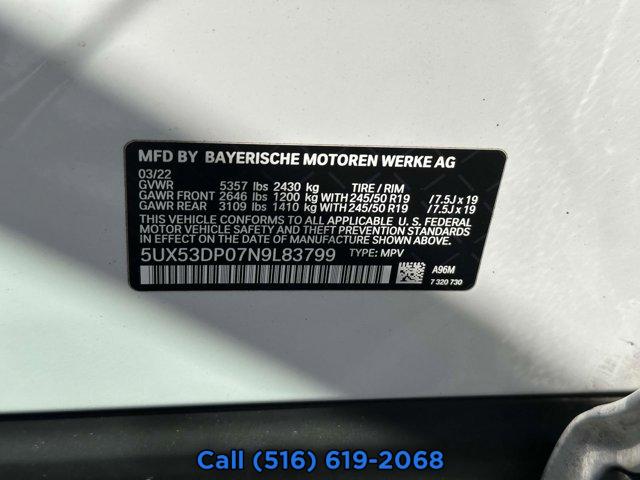 MFD BY BAYERISCHE MOTOREN WERKE AG
03/22
GVWR 5357 lbs 2430 kg TIRE / RIM
GAWR FRONT 2646 lbs 1200 kg WITH 245/50 R19 / 7.5J x 19
GAWR REAR 3109 lbs 1410 kg WITH 245/50 R19 / 7.5J x 19
THIS VEHICLE CONFORMS TO ALL APPLICABLE U.S. FEDERAL
MOTOR VEHICLE SAFETY AND THEFT PREVENTION STANDARDS
IN EFFECT ON THE DATE OF MANUFACTURE SHOWN ABOVE.
5UX53DP07N9L83799 TYPE: MPV
A96M
7 320 730
Call (516) 619-2068